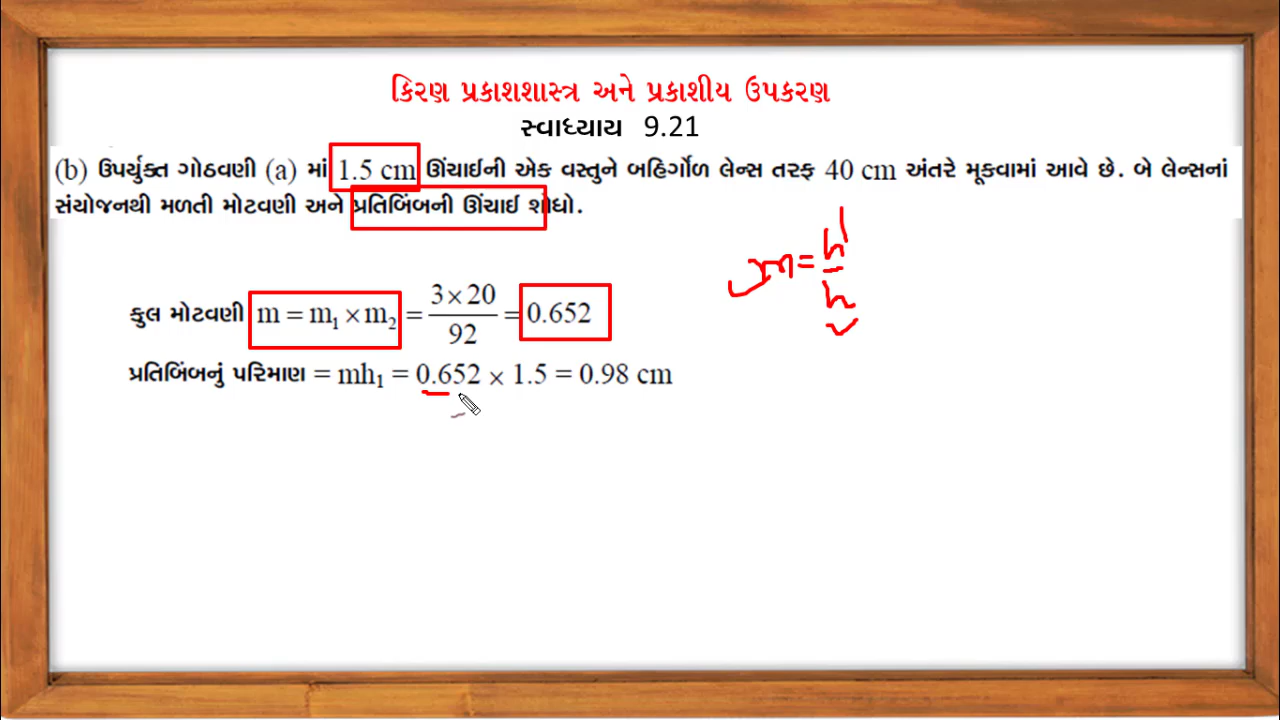 કિરણ પ્રકાશશાસ્ત્ર અને પ્રકાશીય ઉપકરણ
સ્વાધ્યાય 9.21
(b) ઉપર્યુક્ત ગોઠવણી (a) માં 1.5 cm ઊંચાઈની એક વસ્તુને બહિર્ગોળ લેન્સ તરફ 40 cm અંતરે મૂકવામાં આવે છે. બે લેન્સનાં
સંયોજનથી મળતી મોટવણી અને પ્રતિબિંબની ઊંચાઈ શોધો.
m = h' / h
કુલ મોટવણી m = m₁ × m₂ = 3 × 20 / 92 = 0.652
પ્રતિબિંબનું પરિમાણ = mh₁ = 0.652 × 1.5 = 0.98 cm